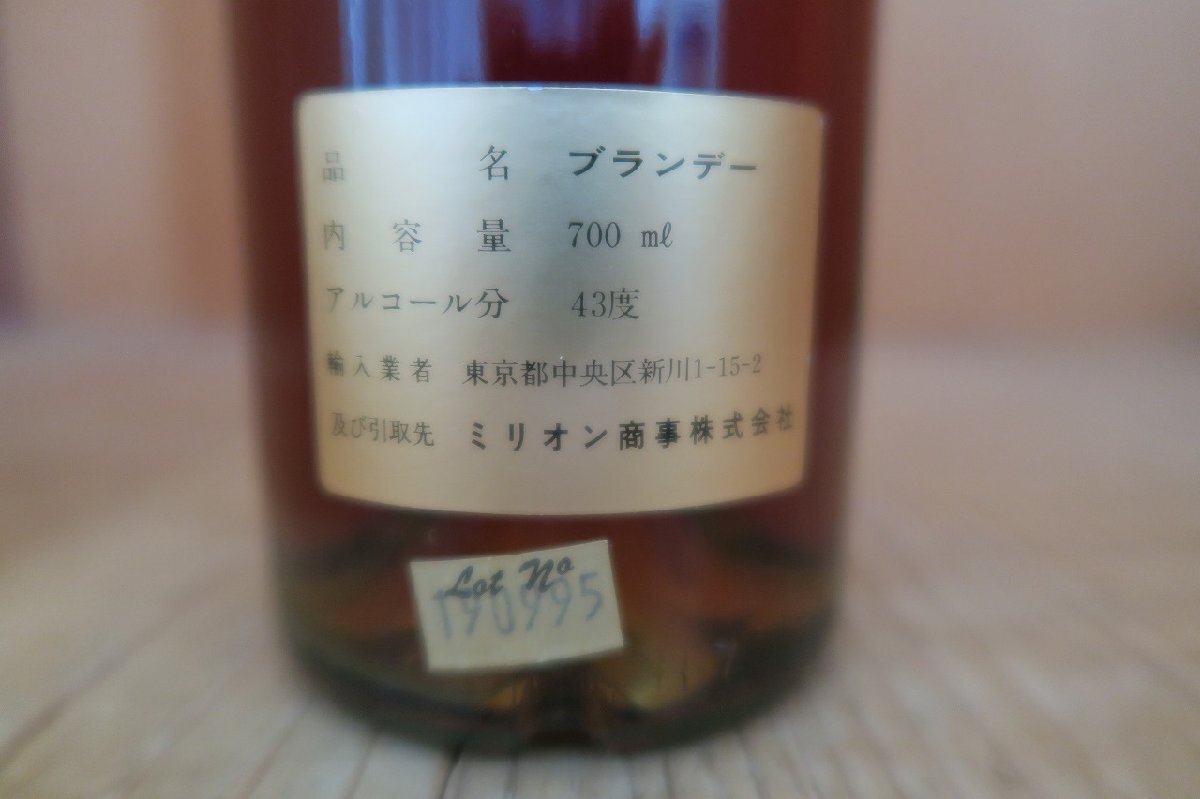 品名 ブランデー
内容量 700 mℓ
アルコール分 43度
輸入業者 東京都中央区新川1-15-2
及び引取先 ミリオン商事株式会社
Lot No
190995